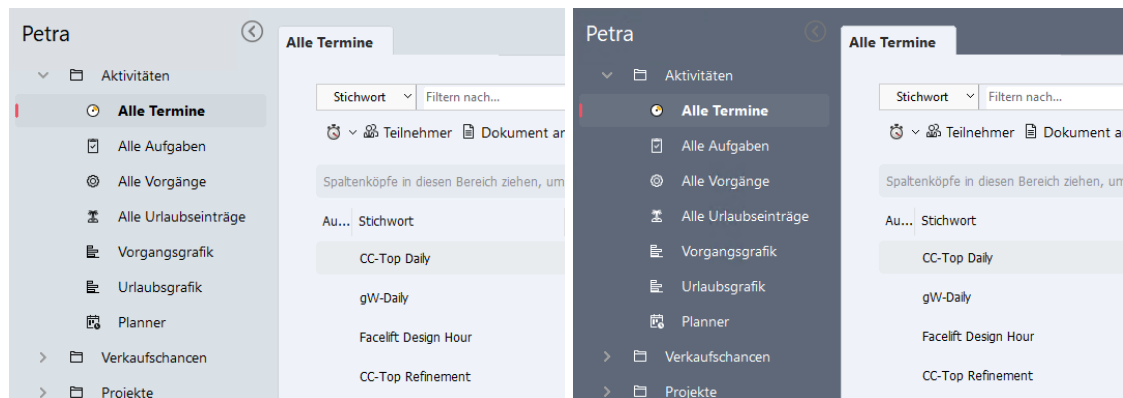 Petra
Aktivitäten
Alle Termine
Alle Aufgaben
Alle Vorgänge
Alle Urlaubseinträge
Vorgangsgrafik
Urlaubsgrafik
Planner
Verkaufschancen
Projekte
Alle Termine
Stichwort Filtern nach...
Teilnehmer Dokument an
Spaltenköpfe in diesen Bereich ziehen, um
Au... Stichwort
CC-Top Daily
gW-Daily
Facelift Design Hour
CC-Top Refinement
Petra
Aktivitäten
Alle Termine
Alle Aufgaben
Alle Vorgänge
Alle Urlaubseinträge
Vorgangsgrafik
Urlaubsgrafik
Planner
Verkaufschancen
Projekte
Alle Termine
Stichwort Filtern nach...
Teilnehmer Dokument a
Spaltenköpfe in diesen Bereich ziehen, um
Au... Stichwort
CC-Top Daily
gW-Daily
Facelift Design Hour
CC-Top Refinement